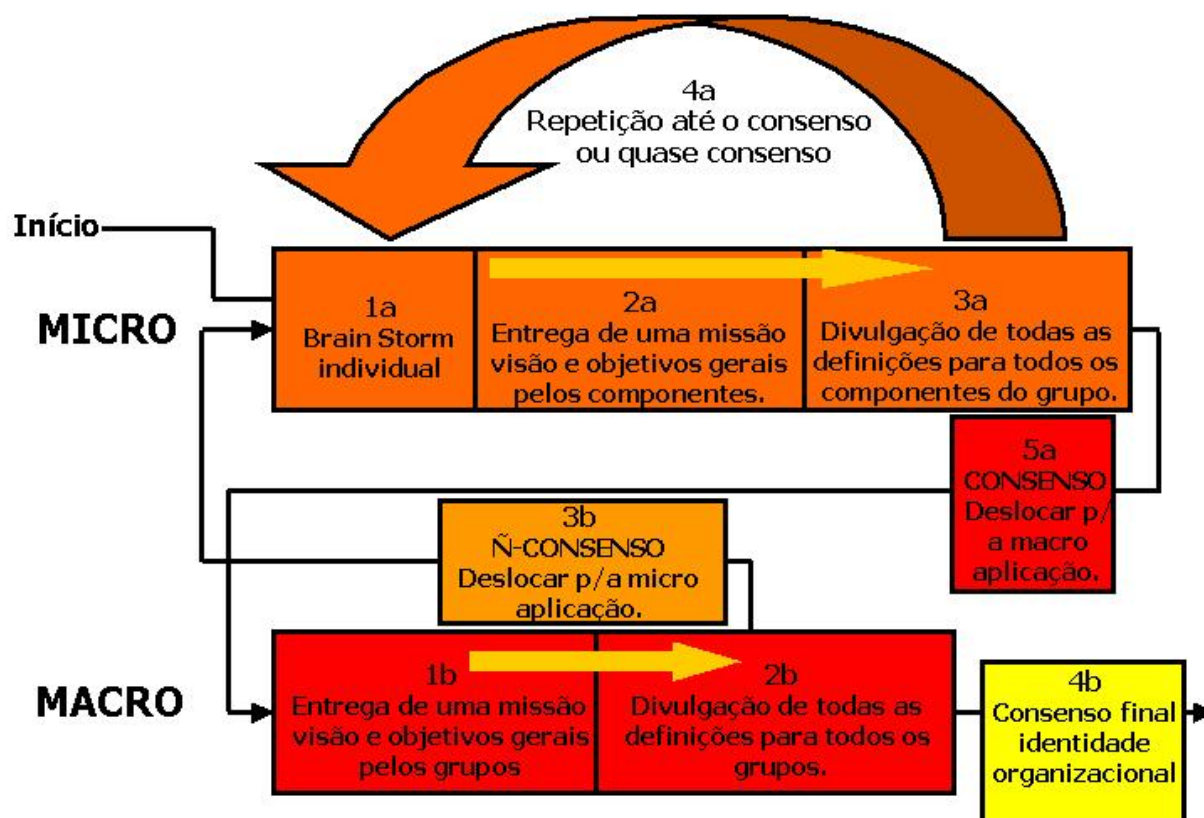 4a
Repetição até o consenso
ou quase consenso
Início
MICRO
1a
Brain Storm
individual
2a
Entrega de uma missão
visão e objetivos gerais
pelos componentes.
3a
Divulgação de todas as
definições para todos os
componentes do grupo.
5a
CONSENSO
Deslocar p/
a macro
aplicação.
3b
Ñ-CONSENSO
Deslocar p/a micro
aplicação.
MACRO
1b
Entrega de uma missão
visão e objetivos gerais
pelos grupos
2b
Divulgação de todas as
definições para todos os
grupos.
4b
Consenso final
identidade
organizacional